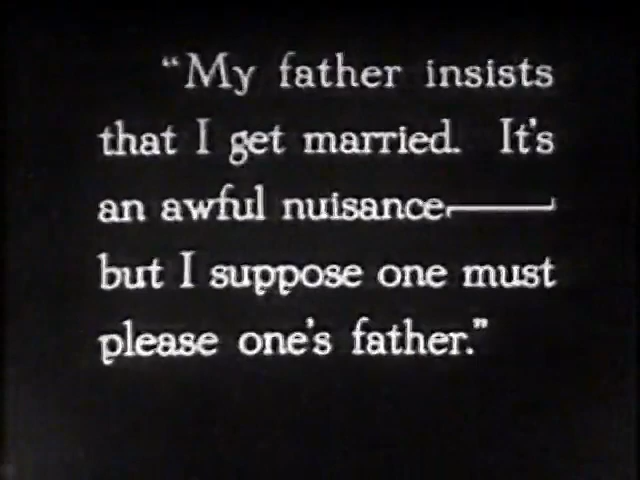 “My father insists
that I get married. It's
an awful nuisance——
but I suppose one must
please one's father.”